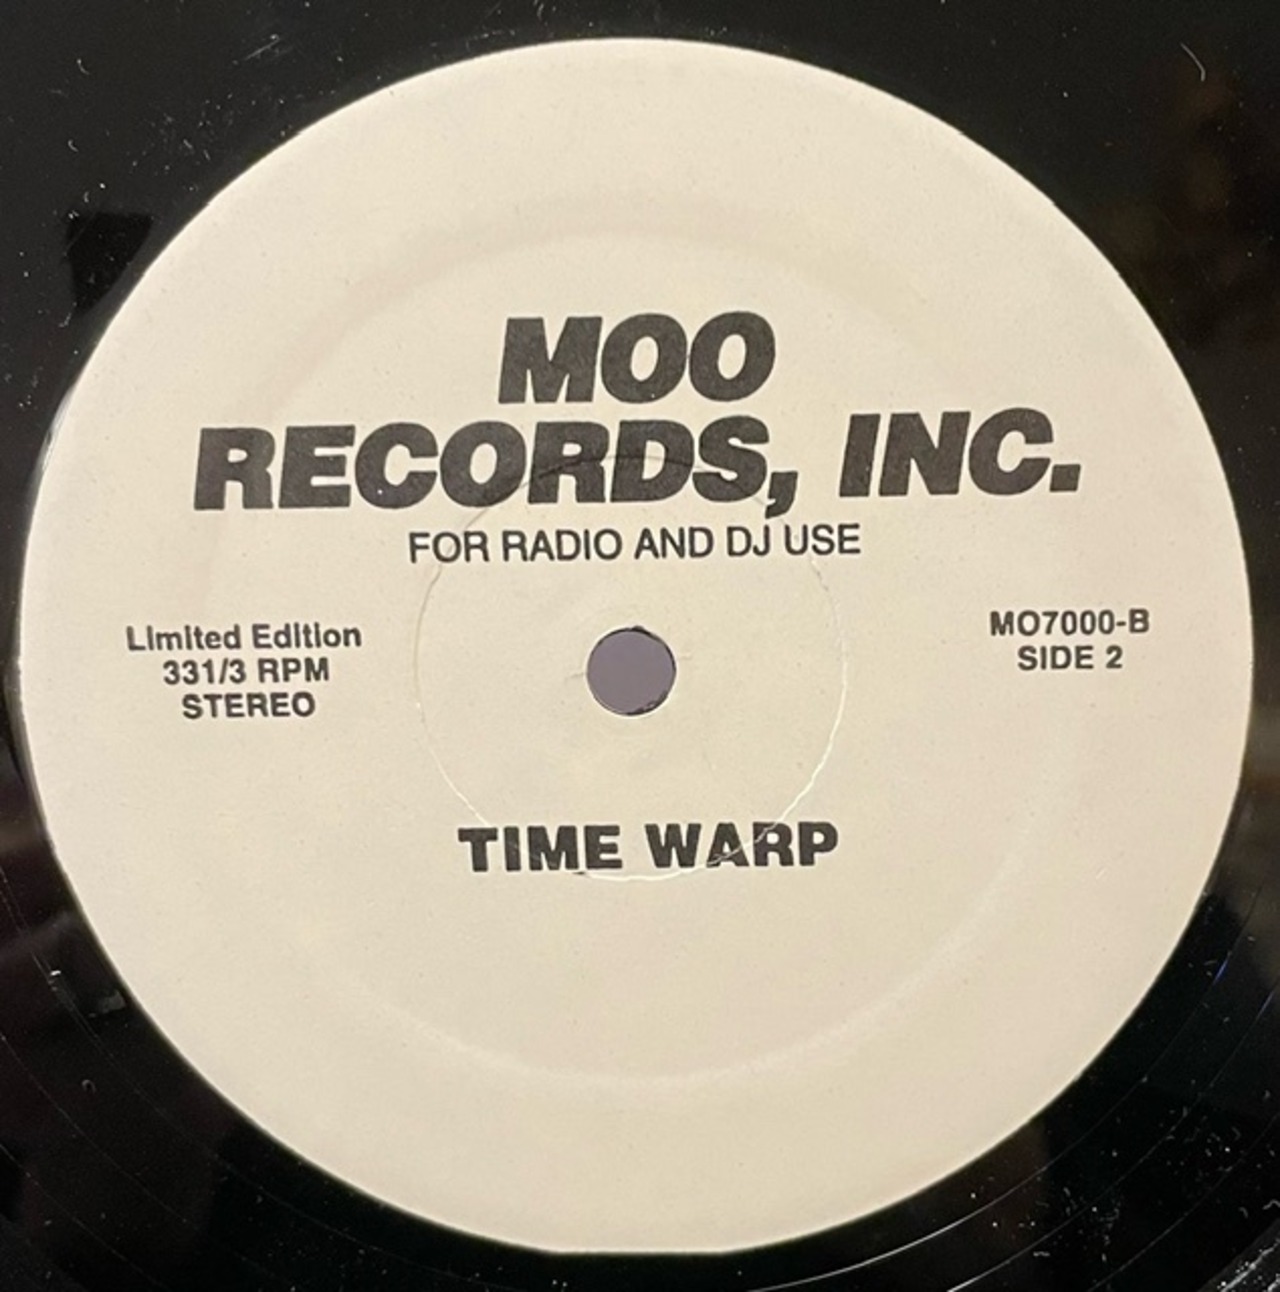 MOO
RECORDS, INC.
FOR RADIO AND DJ USE
Limited Edition
331/3 RPM
STEREO
MO7000-B
SIDE 2
TIME WARP